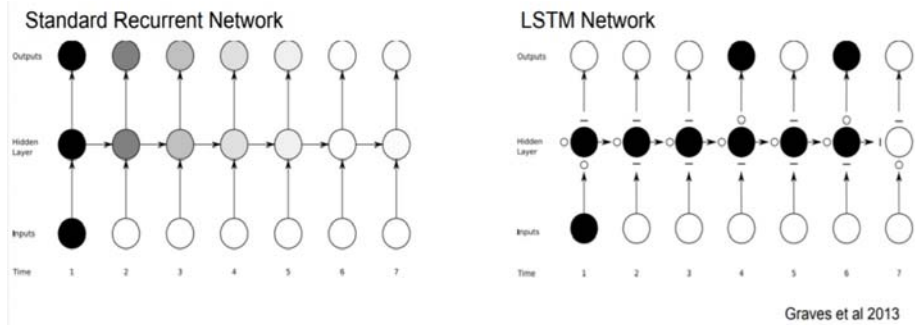 Standard Recurrent Network
Outputs
Hidden
Layer
Inputs
Time 1 2 3 4 5 6 7
LSTM Network
Outputs
Hidden
Layer
Inputs
Time 1 2 3 4 5 6 7
Graves et al 2013